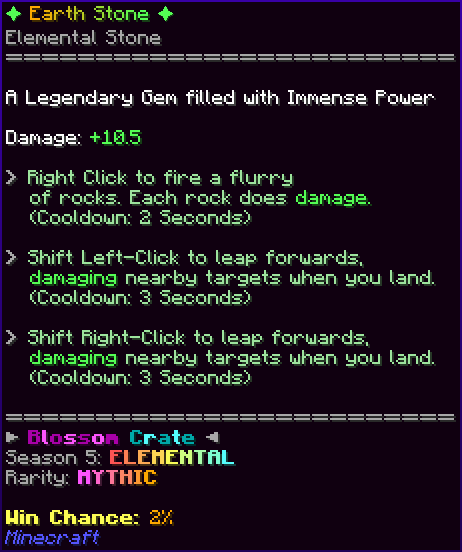 ✦ Earth Stone ✦
Elemental Stone
================================
A Legendary Gem filled with Immense Power
Damage: +10.5
> Right Click to fire a flurry
of rocks. Each rock does damage.
(Cooldown: 2 Seconds)
> Shift Left-Click to leap forwards,
damaging nearby targets when you land.
(Cooldown: 3 Seconds)
> Shift Right-Click to leap forwards,
damaging nearby targets when you land.
(Cooldown: 3 Seconds)
================================
► Blossom Crate ◄
Season 5: ELEMENTAL
Rarity: MYTHIC
Win Chance: 2%
Minecraft